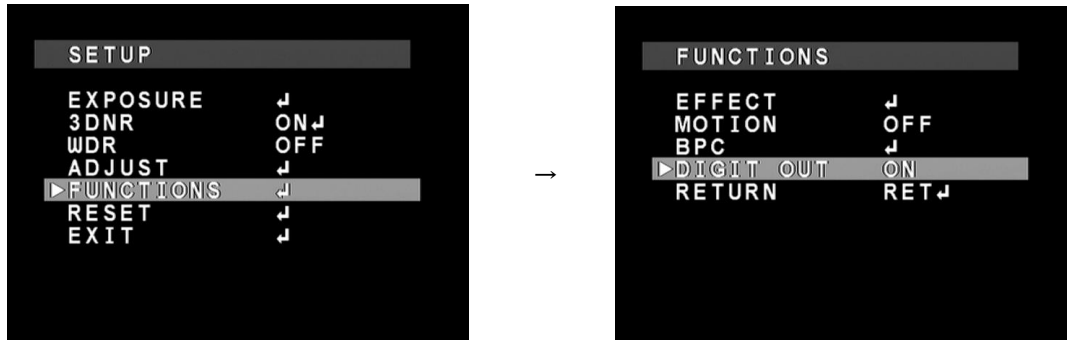 SETUP
EXPOSURE ↲
3DNR ON↲
WDR OFF
ADJUST ↲
▷FUNCTIONS ↲
RESET ↲
EXIT ↲
→
FUNCTIONS
EFFECT ↲
MOTION OFF
BPC ↲
▷DIGIT OUT ON
RETURN RET↲